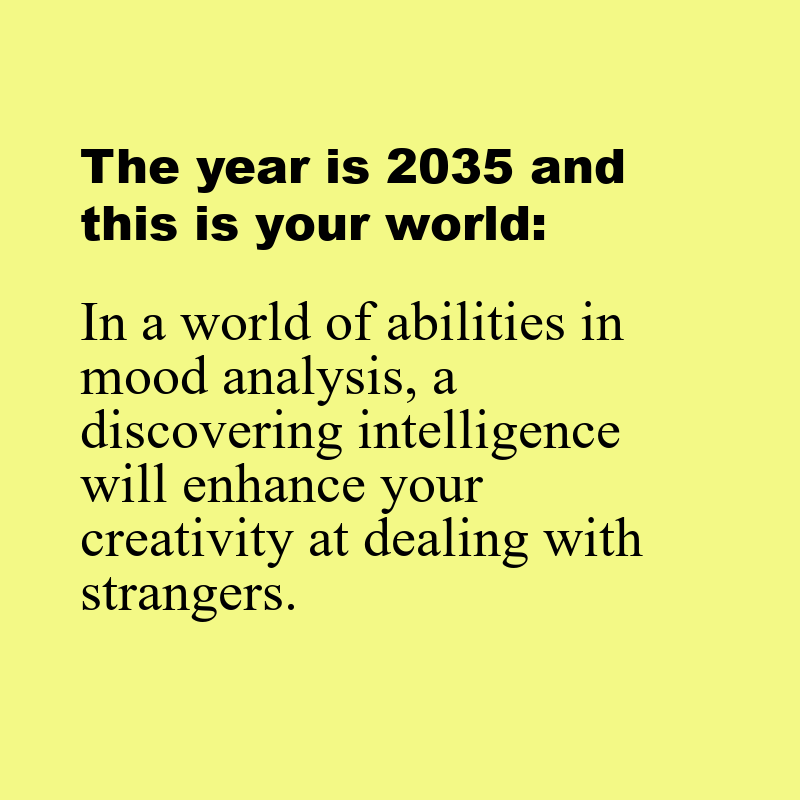 The year is 2035 and
this is your world:
In a world of abilities in
mood analysis, a
discovering intelligence
will enhance your
creativity at dealing with
strangers.